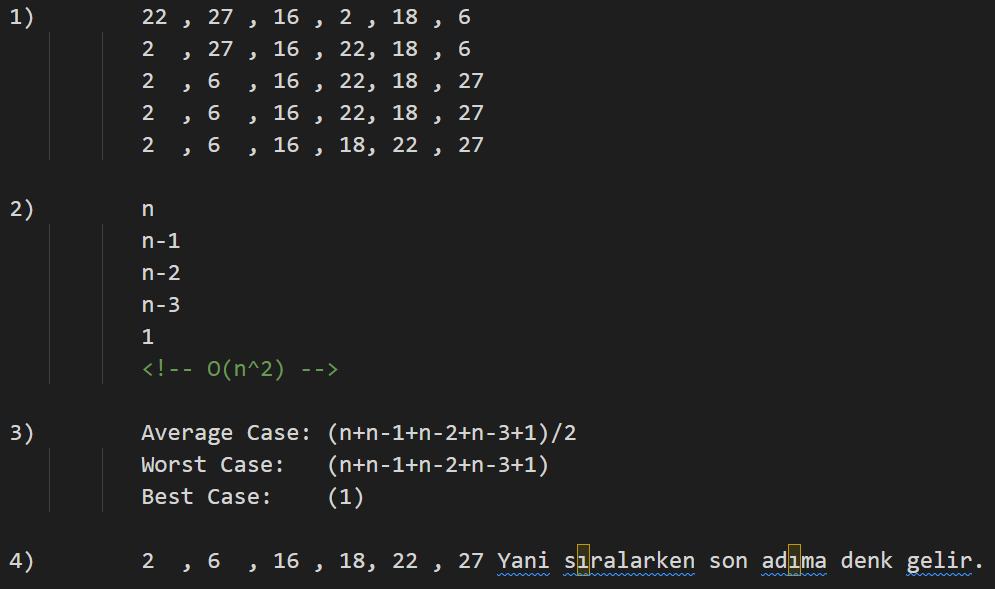 1) 22 , 27 , 16 , 2 , 18 , 6
2 , 27 , 16 , 22, 18 , 6
2 , 6 , 16 , 22, 18 , 27
2 , 6 , 16 , 22, 18 , 27
2 , 6 , 16 , 18, 22 , 27
2) n
n-1
n-2
n-3
1
<!-- O(n^2) -->
3) Average Case: (n+n-1+n-2+n-3+1)/2
Worst Case: (n+n-1+n-2+n-3+1)
Best Case: (1)
4) 2 , 6 , 16 , 18, 22 , 27 Yani sıralarken son adıma denk gelir.